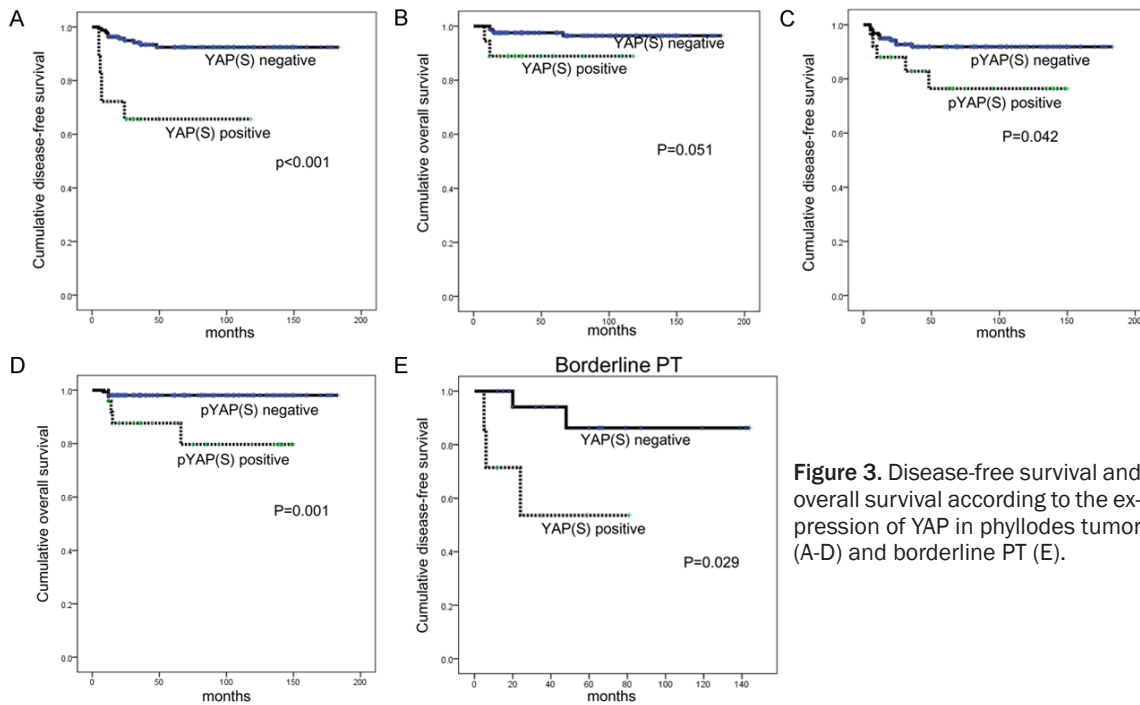 A
Cumulative disease-free survival
1.0
0.8
0.6
0.4
0.2
0.0
YAP(S) negative
YAP(S) positive
p<0.001
0 50 100 150 200
months
B
Cumulative overall survival
1.0
0.8
0.6
0.4
0.2
0.0
YAP(S) negative
YAP(S) positive
P=0.051
0 50 100 150 200
months
C
Cumulative disease-free survival
1.0
0.8
0.6
0.4
0.2
0.0
pYAP(S) negative
pYAP(S) positive
P=0.042
0 50 100 150 200
months
D
Cumulative overall survival
1.0
0.8
0.6
0.4
0.2
0.0
pYAP(S) negative
pYAP(S) positive
P=0.001
0 50 100 150 200
months
E
Borderline PT
Cumulative disease-free survival
1.0
0.8
0.6
0.4
0.2
0.0
YAP(S) negative
YAP(S) positive
P=0.029
0 20 40 60 80 100 120 140
months
Figure 3. Disease-free survival and
overall survival according to the ex-
pression of YAP in phyllodes tumor
(A-D) and borderline PT (E).